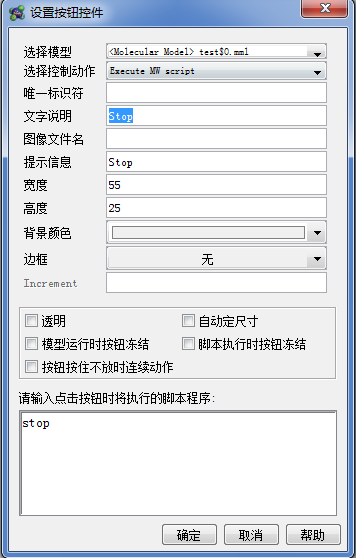 设置按钮控件
选择模型 <Molecular Model> test$0.mml
选择控制动作 Execute MW script
唯一标识符
文字说明 Stop
图像文件名
提示信息 Stop
宽度 55
高度 25
背景颜色
边框 无
Increment
透明 自动定尺寸
模型运行时按钮冻结 脚本执行时按钮冻结
按钮按住不放时连续动作
请输入点击按钮时将执行的脚本程序:
stop
确定 取消 帮助